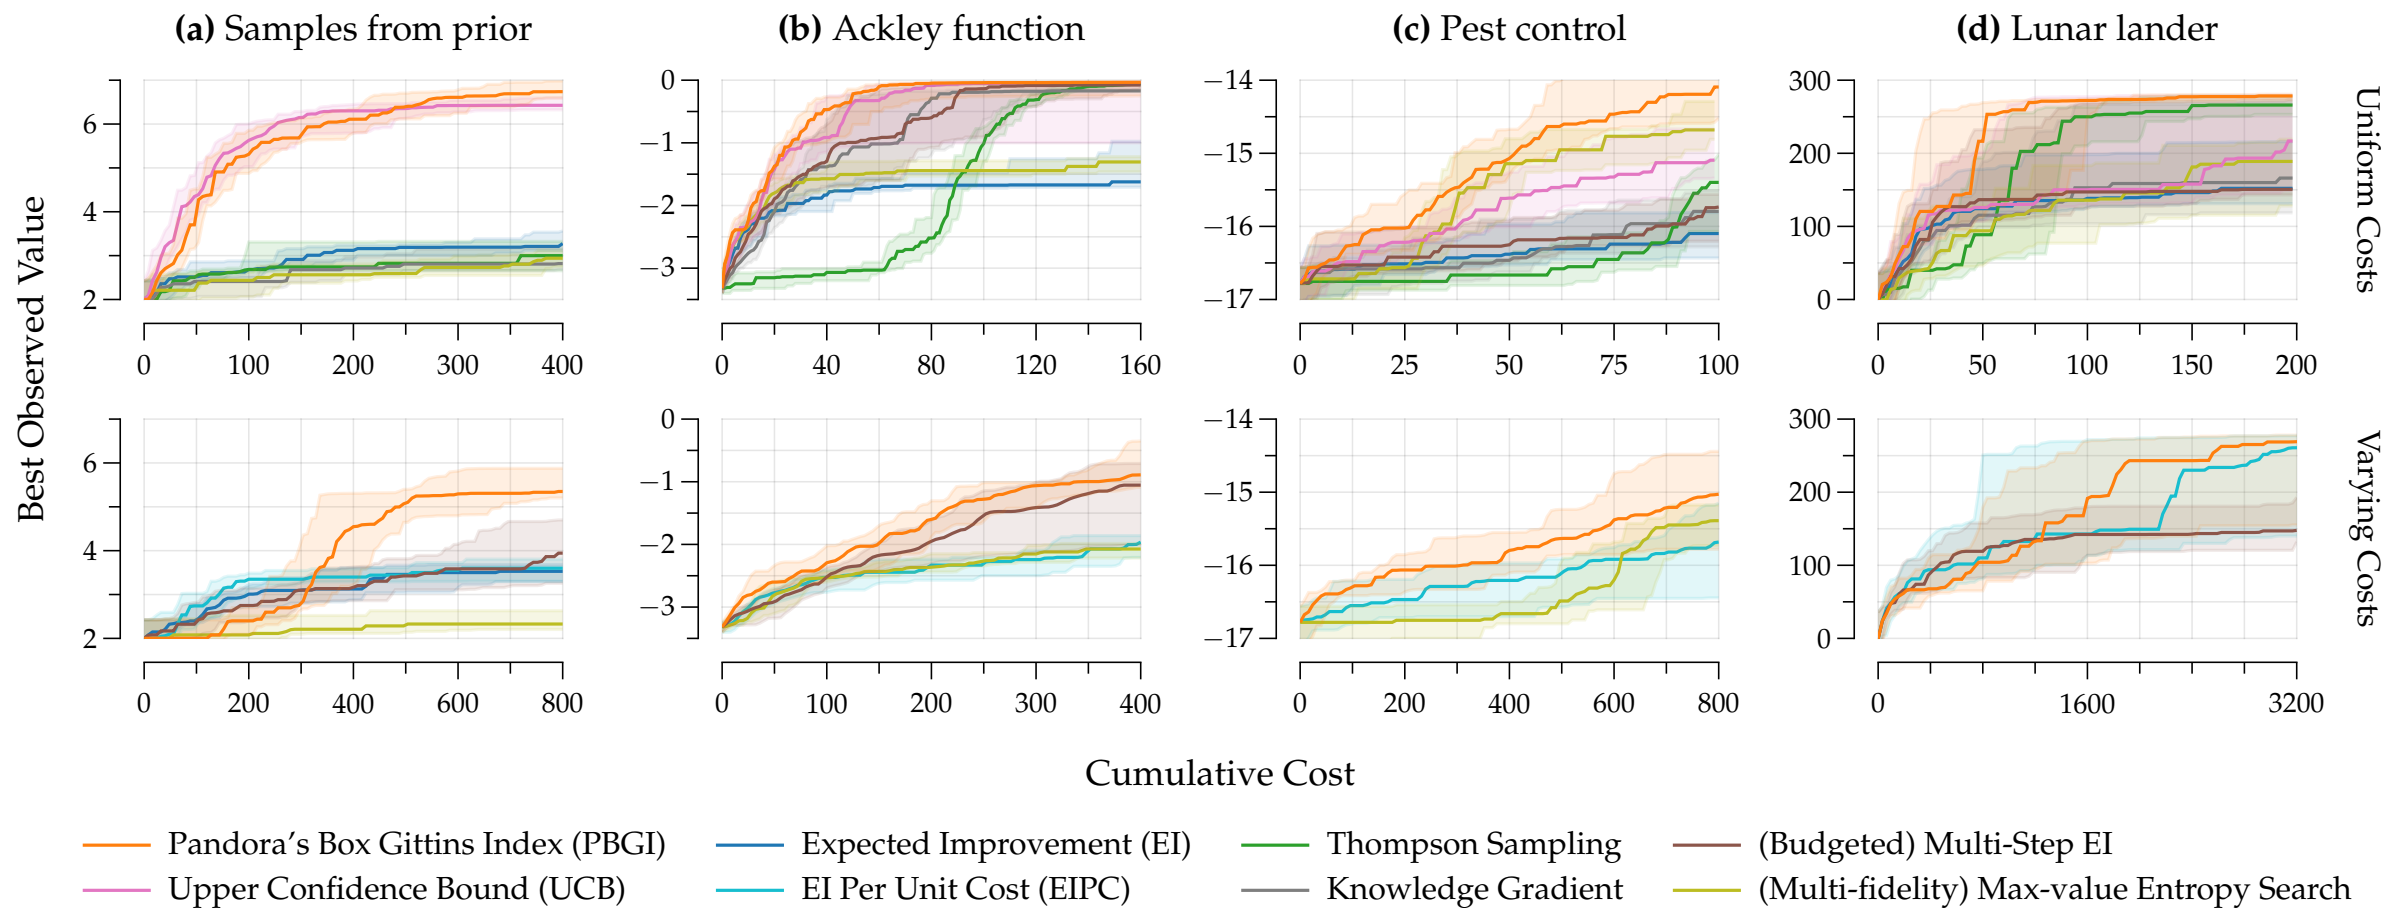 (a) Samples from prior
(b) Ackley function
(c) Pest control
(d) Lunar lander
Best Observed Value
6
4
2
0 100 200 300 400
0
−1
−2
−3
0 40 80 120 160
−14
−15
−16
−17
0 25 50 75 100
300
200
100
0
0 50 100 150 200
Uniform Costs
6
4
2
0 200 400 600 800
0
−1
−2
−3
0 100 200 300 400
−14
−15
−16
−17
0 200 400 600 800
300
200
100
0
0 1600 3200
Varying Costs
Cumulative Cost
Pandora's Box Gittins Index (PBGI)
Expected Improvement (EI)
Thompson Sampling
(Budgeted) Multi-Step EI
Upper Confidence Bound (UCB)
EI Per Unit Cost (EIPC)
Knowledge Gradient
(Multi-fidelity) Max-value Entropy Search